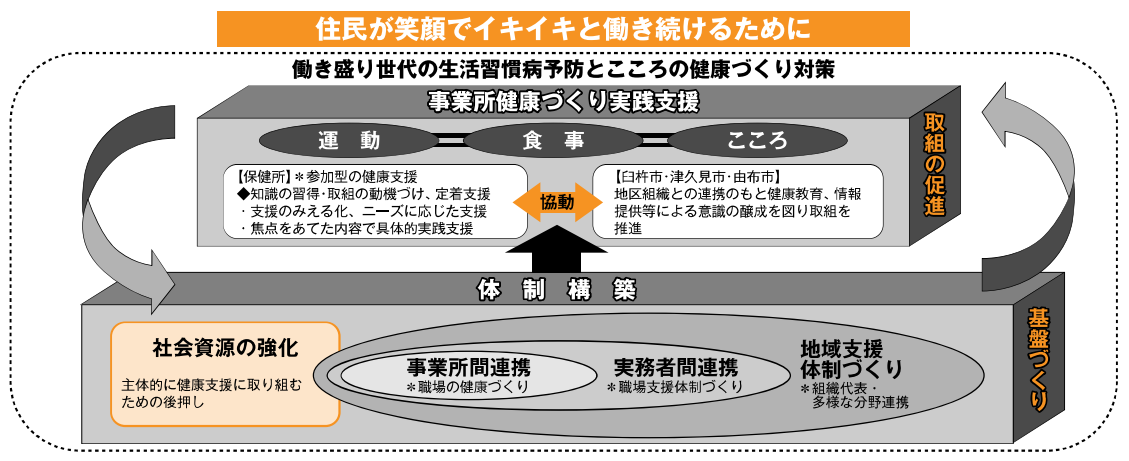 住民が笑顔でイキイキと働き続けるために
働き盛り世代の生活習慣病予防とこころの健康づくり対策
事業所健康づくり実践支援
運　動
食　事
こころ
取組の促進
【保健所】＊参加型の健康支援
◆知識の習得・取組の動機づけ、定着支援
・支援のみえる化、ニーズに応じた支援
・焦点をあてた内容で具体的実践支援
協動
【臼杵市・津久見市・由布市】
地区組織との連携のもと健康教育、情報
提供等による意識の醸成を図り取組を
推進
体　制　構　築
基盤づくり
社会資源の強化
主体的に健康支援に取り組む
ための後押し
事業所間連携
＊職場の健康づくり
実務者間連携
＊職場支援体制づくり
地域支援
体制づくり
＊組織代表・
多様な分野連携